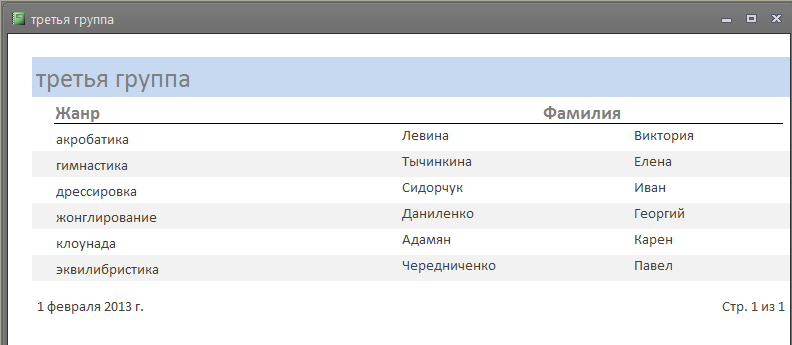 третья группа
третья группа
Жанр Фамилия
акробатика Левина Виктория
гимнастика Тычинкина Елена
дрессировка Сидорчук Иван
жонглирование Даниленко Георгий
клоунада Адамян Карен
эквилибристика Чередниченко Павел
1 февраля 2013 г. Стр. 1 из 1